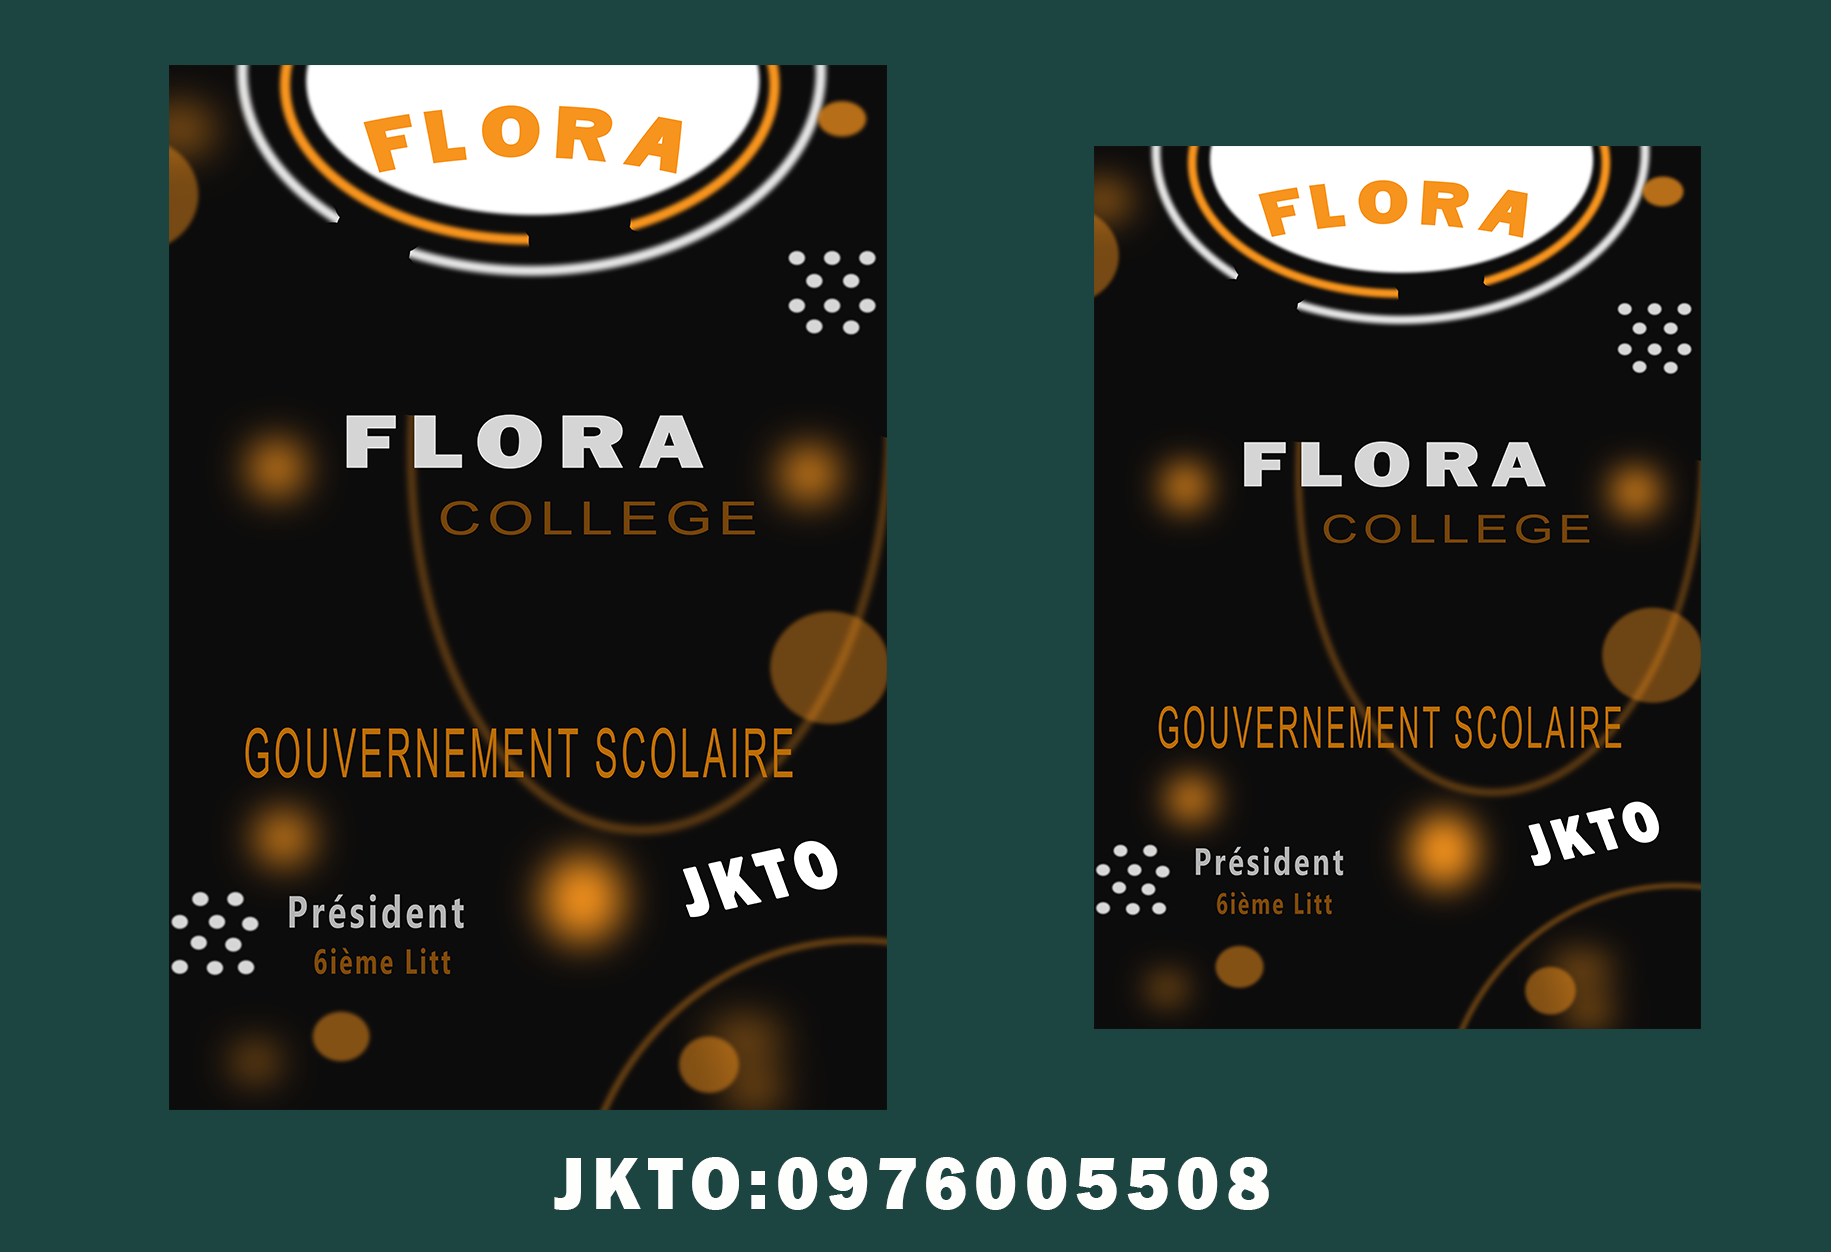 FLORA
FLORA
COLLEGE
GOUVERNEMENT SCOLAIRE
JKTO
Président
6ième Litt
FLORA
FLORA
COLLEGE
GOUVERNEMENT SCOLAIRE
JKTO
Président
6ième Litt
JKTO:0976005508